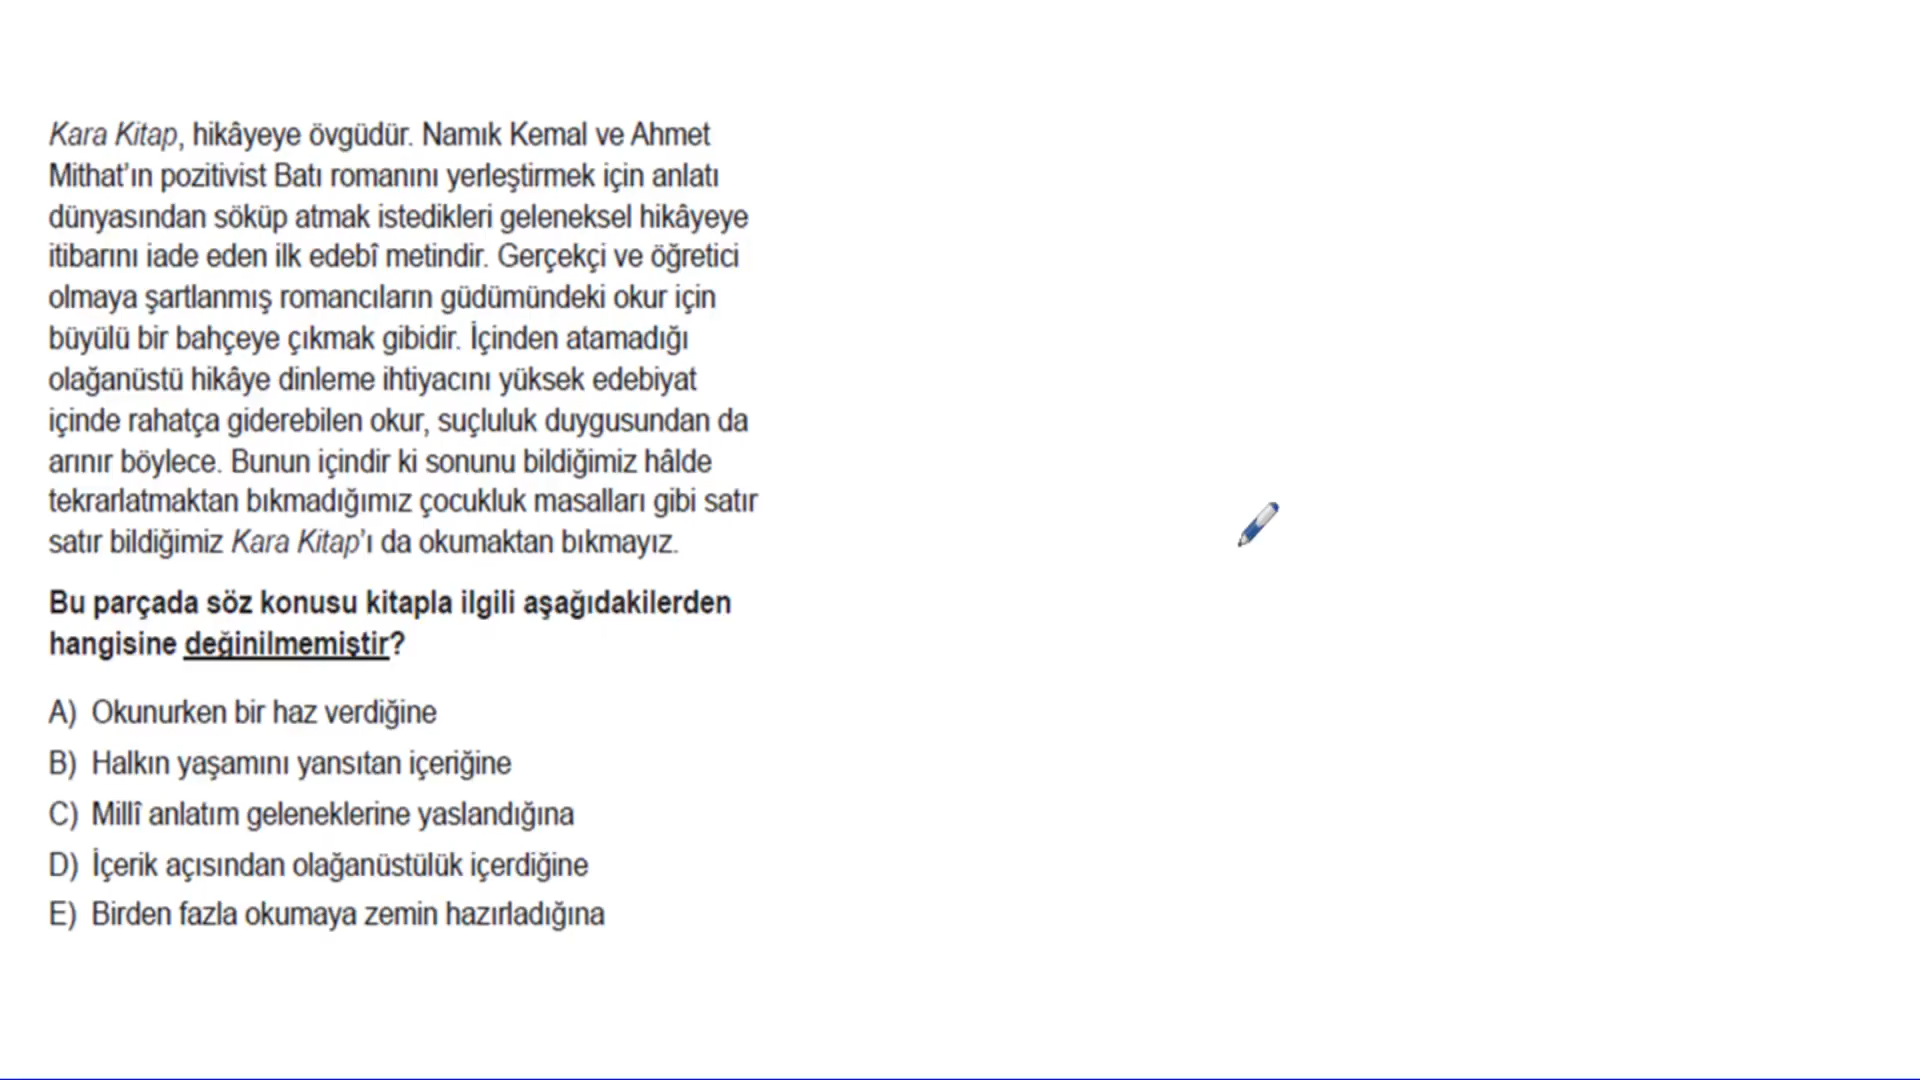 Kara Kitap, hikâyeye övgüdür. Namık Kemal ve Ahmet
Mithat'ın pozitivist Batı romanını yerleştirmek için anlatı
dünyasından söküp atmak istedikleri geleneksel hikâyeye
itibarını iade eden ilk edebî metindir. Gerçekçi ve öğretici
olmaya şartlanmış romancıların güdümündeki okur için
büyülü bir bahçeye çıkmak gibidir. İçinden atamadığı
olağanüstü hikâye dinleme ihtiyacını yüksek edebiyat
içinde rahatça giderebilen okur, suçluluk duygusundan da
arınır böylece. Bunun içindir ki sonunu bildiğimiz hâlde
tekrarlatmaktan bıkmadığımız çocukluk masalları gibi satır
satır bildiğimiz Kara Kitap'ı da okumaktan bıkmayız.
Bu parçada söz konusu kitapla ilgili aşağıdakilerden
hangisine değinilmemiştir?
A) Okunurken bir haz verdiğine
B) Halkın yaşamını yansıtan içeriğine
C) Millî anlatım geleneklerine yaslandığına
D) İçerik açısından olağanüstülük içerdiğine
E) Birden fazla okumaya zemin hazırladığına